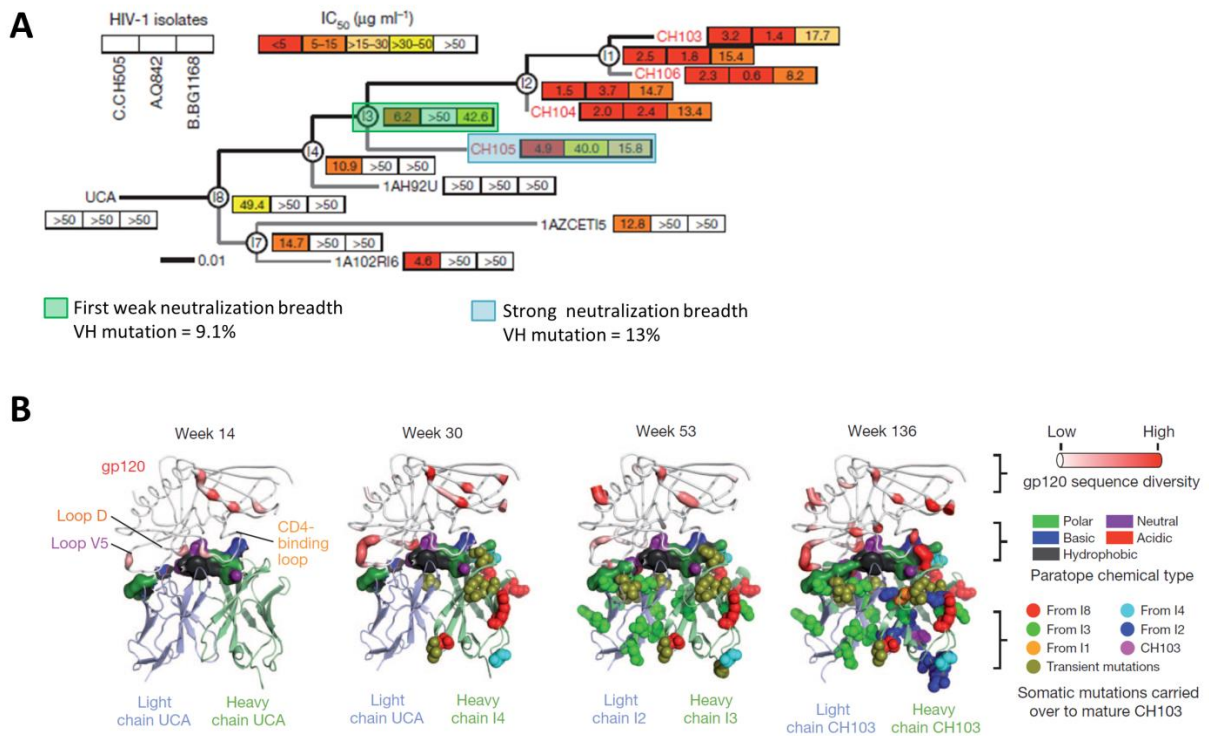 A
HIV-1 isolates
C.CH505
A.Q842
B.BG1168
IC50 (μg ml−1)
<5 5–15 >15–30 >30–50 >50
CH103 3.2 1.4 17.7
I1 2.5 1.8 15.4
CH106 2.3 0.6 8.2
I2 1.5 3.7 14.7
CH104 2.0 2.4 13.4
I3 6.2 >50 42.6
CH105 4.9 40.0 15.8
I4 10.9 >50 >50
1AH92U >50 >50 >50
UCA >50 >50 >50
I8 49.4 >50 >50
1AZCETI5 12.8 >50 >50
I7 14.7 >50 >50
1A102RI6 4.6 >50 >50
0.01
First weak neutralization breadth
VH mutation = 9.1%
Strong neutralization breadth
VH mutation = 13%
B
Week 14
Week 30
Week 53
Week 136
gp120
Loop D
Loop V5
CD4-
binding
loop
Light
chain UCA
Heavy
chain UCA
Light
chain UCA
Heavy
chain I4
Light
chain I2
Heavy
chain I3
Light
chain CH103
Heavy
chain CH103
Low High
gp120 sequence diversity
Polar Neutral
Basic Acidic
Hydrophobic
Paratope chemical type
From I8 From I4
From I3 From I2
From I1 CH103
Transient mutations
Somatic mutations carried
over to mature CH103